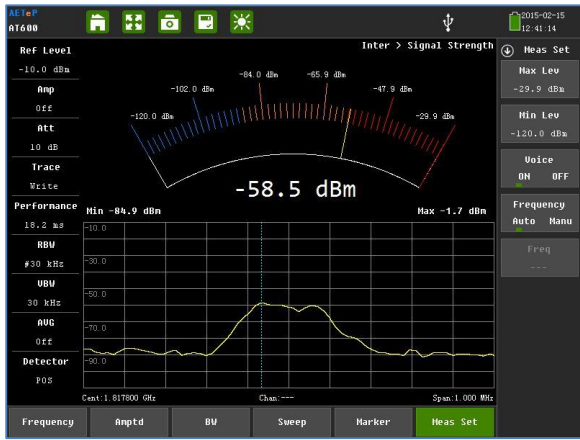 AETeP
AT600
2015-02-15
12:41:14
Ref Level
-10.0 dBm
Amp
Off
Att
10 dB
Trace
Write
Performance
18.2 ms
RBW
#30 kHz
VBW
30 kHz
AVG
Off
Detector
POS
Inter > Signal Strength
-120.0 dBm
-102.0 dBm
-84.0 dBm
-65.9 dBm
-47.9 dBm
-29.9 dBm
-58.5 dBm
Min -84.9 dBm
Max -1.7 dBm
-10.0
-30.0
-50.0
-70.0
-90.0
Cent:1.817800 GHz
Chan:---
Span:1.000 MHz
Meas Set
Max Lev
-29.9 dBm
Min Lev
-120.0 dBm
Voice
ON OFF
Frequency
Auto Manu
Freq
---
Frequency
Amptd
BW
Sweep
Marker
Meas Set